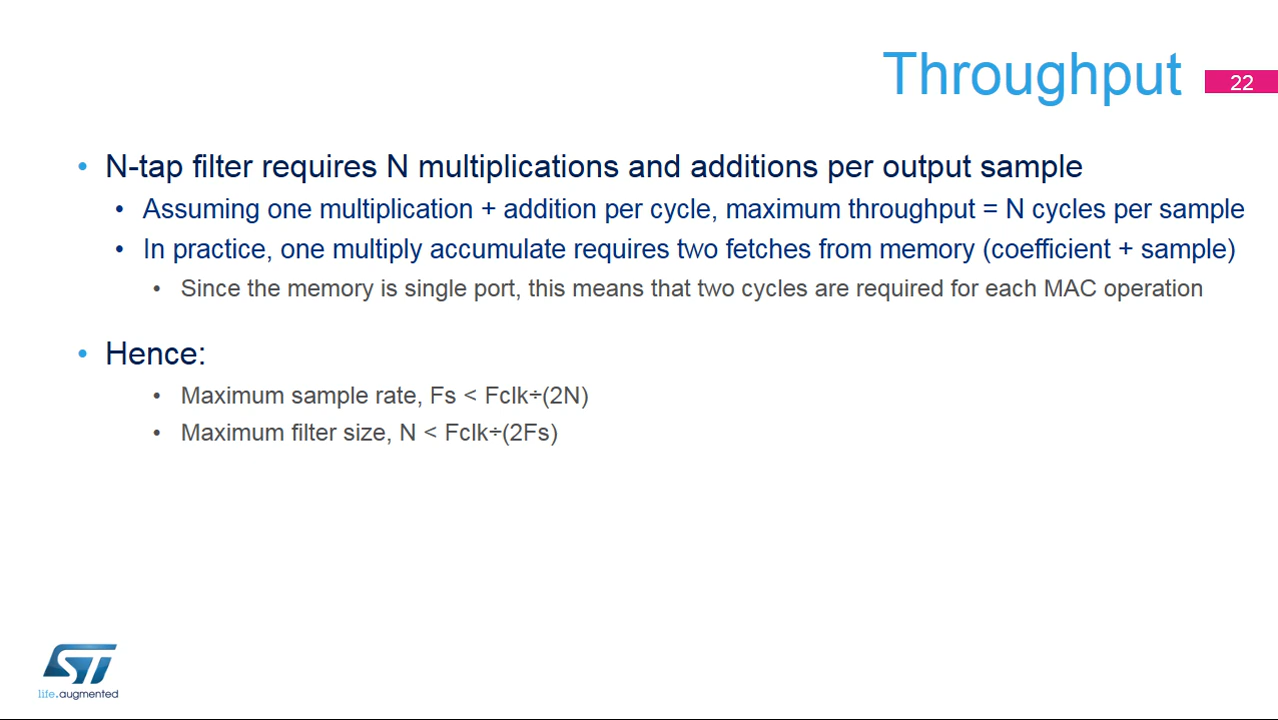 Throughput
22
• N-tap filter requires N multiplications and additions per output sample
• Assuming one multiplication + addition per cycle, maximum throughput = N cycles per sample
• In practice, one multiply accumulate requires two fetches from memory (coefficient + sample)
• Since the memory is single port, this means that two cycles are required for each MAC operation
• Hence:
• Maximum sample rate, Fs < Fclk÷(2N)
• Maximum filter size, N < Fclk÷(2Fs)
ST
life.augmented